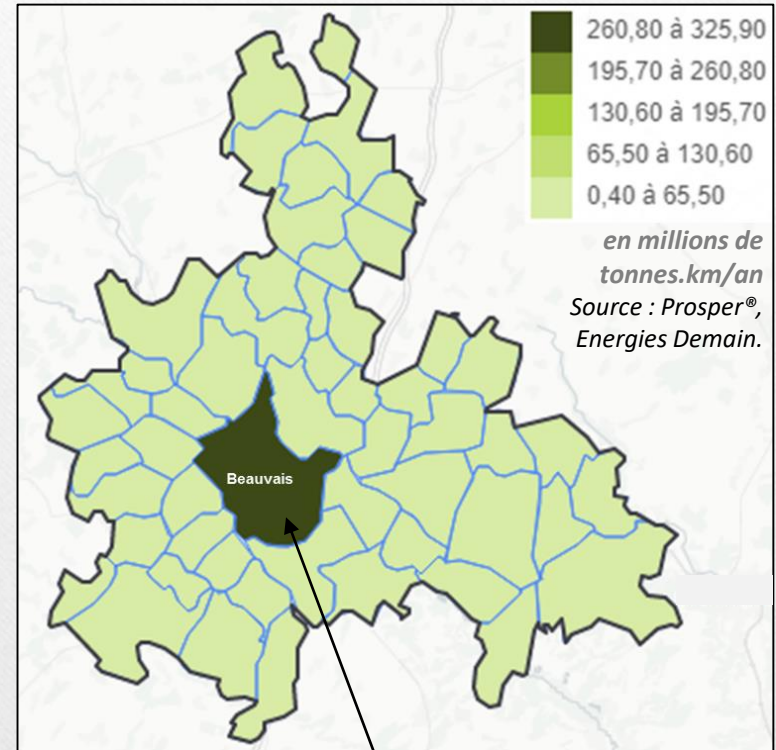 260,80 à 325,90
195,70 à 260,80
130,60 à 195,70
65,50 à 130,60
0,40 à 65,50
en millions de
tonnes.km/an
Source : Prosper®,
Energies Demain.
Beauvais